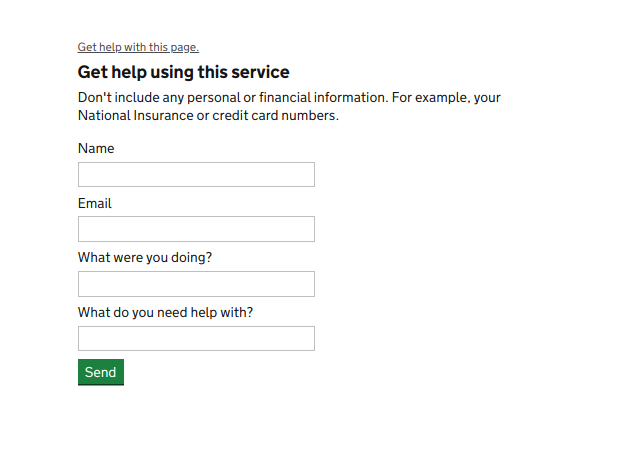 Get help with this page.
Get help using this service
Don't include any personal or financial information. For example, your
National Insurance or credit card numbers.
Name
Email
What were you doing?
What do you need help with?
Send